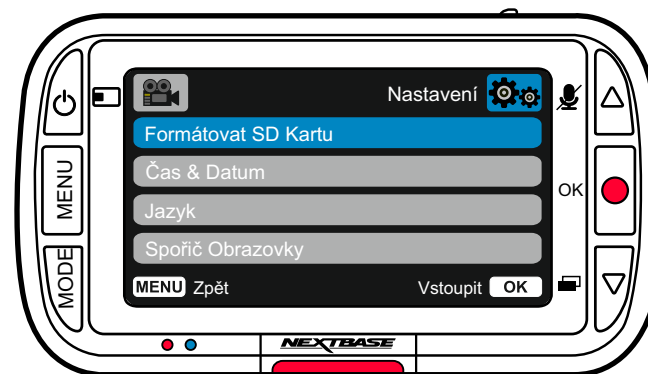 Nastavení
Formátovat SD Kartu
Čas & Datum
Jazyk
Spořič Obrazovky
MENU Zpět
Vstoupit OK
MENU
MODE
OK
NEXTBASE